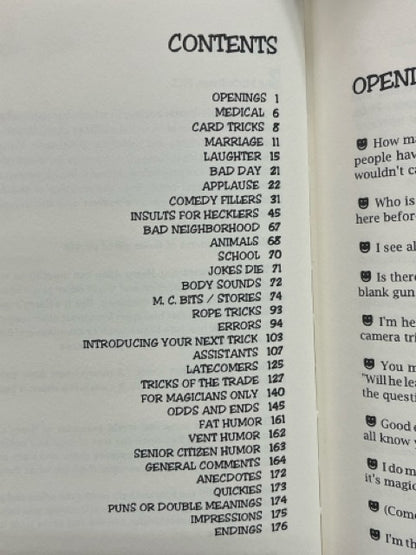 CONTENTS
OPENINGS 1
MEDICAL 6
CARD TRICKS 8
MARRIAGE 11
LAUGHTER 15
BAD DAY 21
APPLAUSE 22
COMEDY FILLERS 31
INSULTS FOR HECKLERS 45
BAD NEIGHBORHOOD 67
ANIMALS 68
SCHOOL 70
JOKES DIE 71
BODY SOUNDS 72
M. C. BITS / STORIES 74
ROPE TRICKS 93
ERRORS 94
INTRODUCING YOUR NEXT TRICK 103
ASSISTANTS 107
LATECOMERS 125
TRICKS OF THE TRADE 127
FOR MAGICIANS ONLY 140
ODDS AND ENDS 145
FAT HUMOR 161
VENT HUMOR 162
SENIOR CITIZEN HUMOR 163
GENERAL COMMENTS 164
ANECDOTES 172
QUICKIES 173
PUNS OR DOUBLE MEANINGS 174
IMPRESSIONS 175
ENDINGS 176
OPENI
How ma
people hav
wouldn't ca
Who is
here befor
I see al
Is ther
blank gun
I'm he
camera tri
You m
"Will he lea
the questi
Good e
all know y
I do m
it's magic
(Come
I'm th